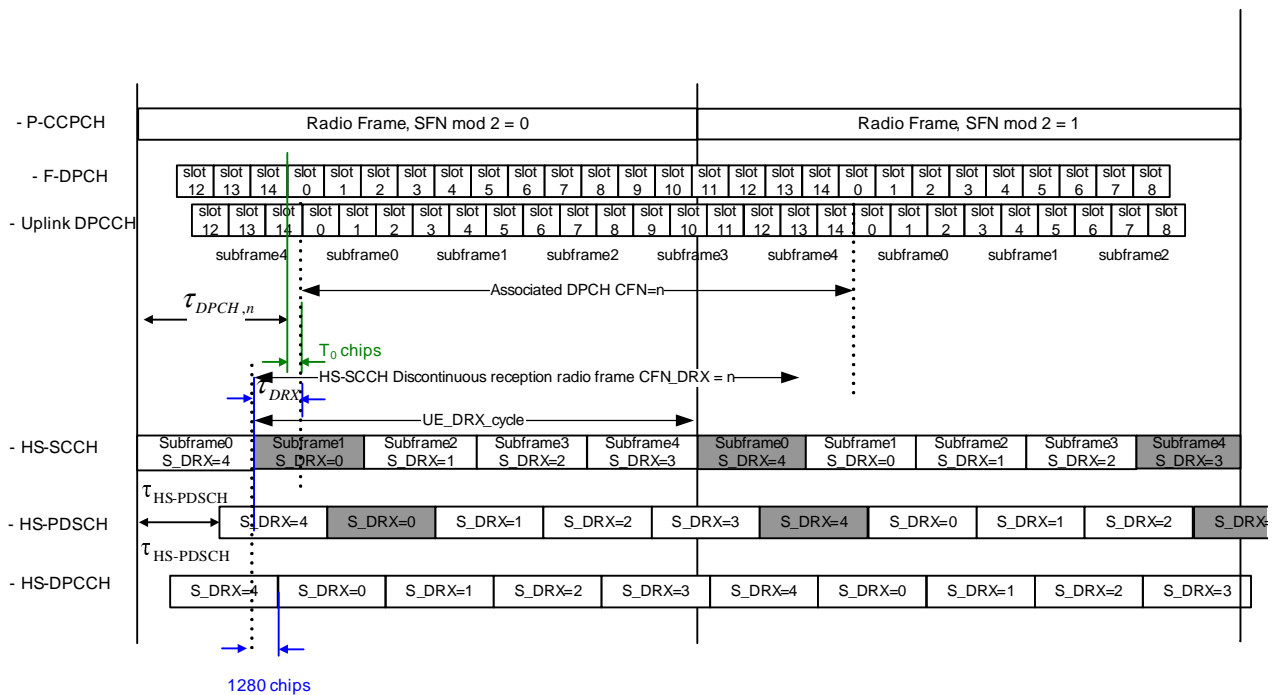 - P-CCPCH
Radio Frame, SFN mod 2 = 0
Radio Frame, SFN mod 2 = 1
- F-DPCH
slot slot slot slot slot slot slot slot slot slot slot slot slot slot slot slot slot slot slot slot slot slot slot slot slot slot slot
12 13 14 0 1 2 3 4 5 6 7 8 9 10 11 12 13 14 0 1 2 3 4 5 6 7 8
- Uplink DPCCH
slot slot slot slot slot slot slot slot slot slot slot slot slot slot slot slot slot slot slot slot slot slot slot slot slot slot slot
12 13 14 0 1 2 3 4 5 6 7 8 9 10 11 12 13 14 0 1 2 3 4 5 6 7 8
subframe4 subframe0 subframe1 subframe2 subframe3 subframe4 subframe0 subframe1 subframe2
Associated DPCH CFN=n
τDPCH,n
T0 chips
HS-SCCH Discontinuous reception radio frame CFN_DRX = n
τDRX
UE_DRX_cycle
- HS-SCCH
Subframe0 Subframe1 Subframe2 Subframe3 Subframe4 Subframe0 Subframe1 Subframe2 Subframe3 Subframe4
S_DRX=4 S_DRX=0 S_DRX=1 S_DRX=2 S_DRX=3 S_DRX=4 S_DRX=0 S_DRX=1 S_DRX=2 S_DRX=3
τHS-PDSCH
- HS-PDSCH
S_DRX=4 S_DRX=0 S_DRX=1 S_DRX=2 S_DRX=3 S_DRX=4 S_DRX=0 S_DRX=1 S_DRX=2 S_DRX=
τHS-PDSCH
- HS-DPCCH
S_DRX=4 S_DRX=0 S_DRX=1 S_DRX=2 S_DRX=3 S_DRX=4 S_DRX=0 S_DRX=1 S_DRX=2 S_DRX=3
1280 chips